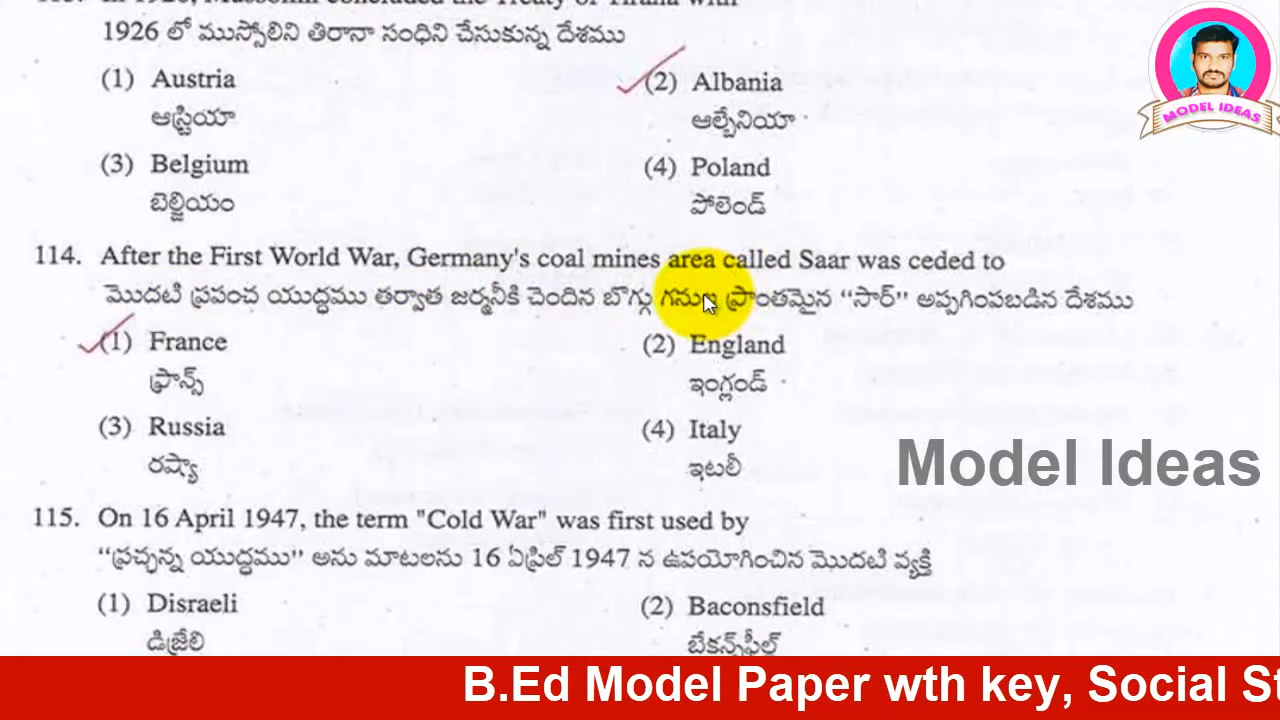 1926 లో ముస్సోలిని తిరానా సంధిని చేసుకున్న దేశము
(1) Austria
ఆస్ట్రియా
(2) Albania
ఆల్బేనియా
(3) Belgium
బెల్జియం
(4) Poland
పోలెండ్
114. After the First World War, Germany's coal mines area called Saar was ceded to
మొదటి ప్రపంచ యుద్ధము తర్వాత జర్మనీకి చెందిన బొగ్గు గనుల ప్రాంతమైన “సార్” అప్పగింపబడిన దేశము
(1) France
ఫ్రాన్స్
(2) England
ఇంగ్లండ్
(3) Russia
రష్యా
(4) Italy
ఇటలీ
115. On 16 April 1947, the term "Cold War" was first used by
“ప్రచ్ఛన్న యుద్ధము” అను మాటలను 16 ఏప్రిల్ 1947 న ఉపయోగించిన మొదటి వ్యక్తి
(1) Disraeli
డిజ్రేలి
(2) Baconsfield
బేకన్స్‌ఫీల్డ్
MODEL IDEAS
Model Ideas
B.Ed Model Paper wth key, Social St